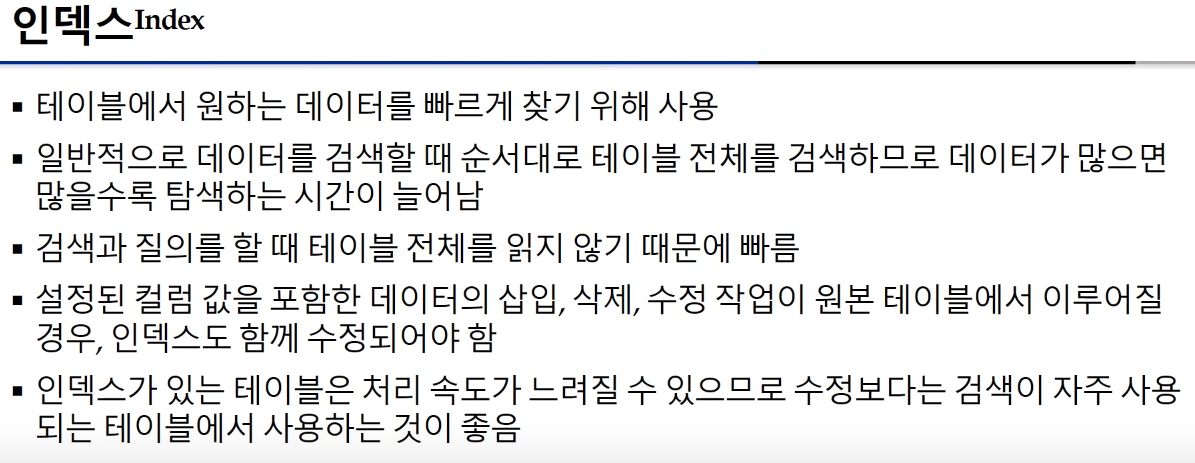 인덱스Index
▪ 테이블에서 원하는 데이터를 빠르게 찾기 위해 사용
▪ 일반적으로 데이터를 검색할 때 순서대로 테이블 전체를 검색하므로 데이터가 많으면
많을수록 탐색하는 시간이 늘어남
▪ 검색과 질의를 할 때 테이블 전체를 읽지 않기 때문에 빠름
▪ 설정된 컬럼 값을 포함한 데이터의 삽입, 삭제, 수정 작업이 원본 테이블에서 이루어질
경우, 인덱스도 함께 수정되어야 함
▪ 인덱스가 있는 테이블은 처리 속도가 느려질 수 있으므로 수정보다는 검색이 자주 사용
되는 테이블에서 사용하는 것이 좋음